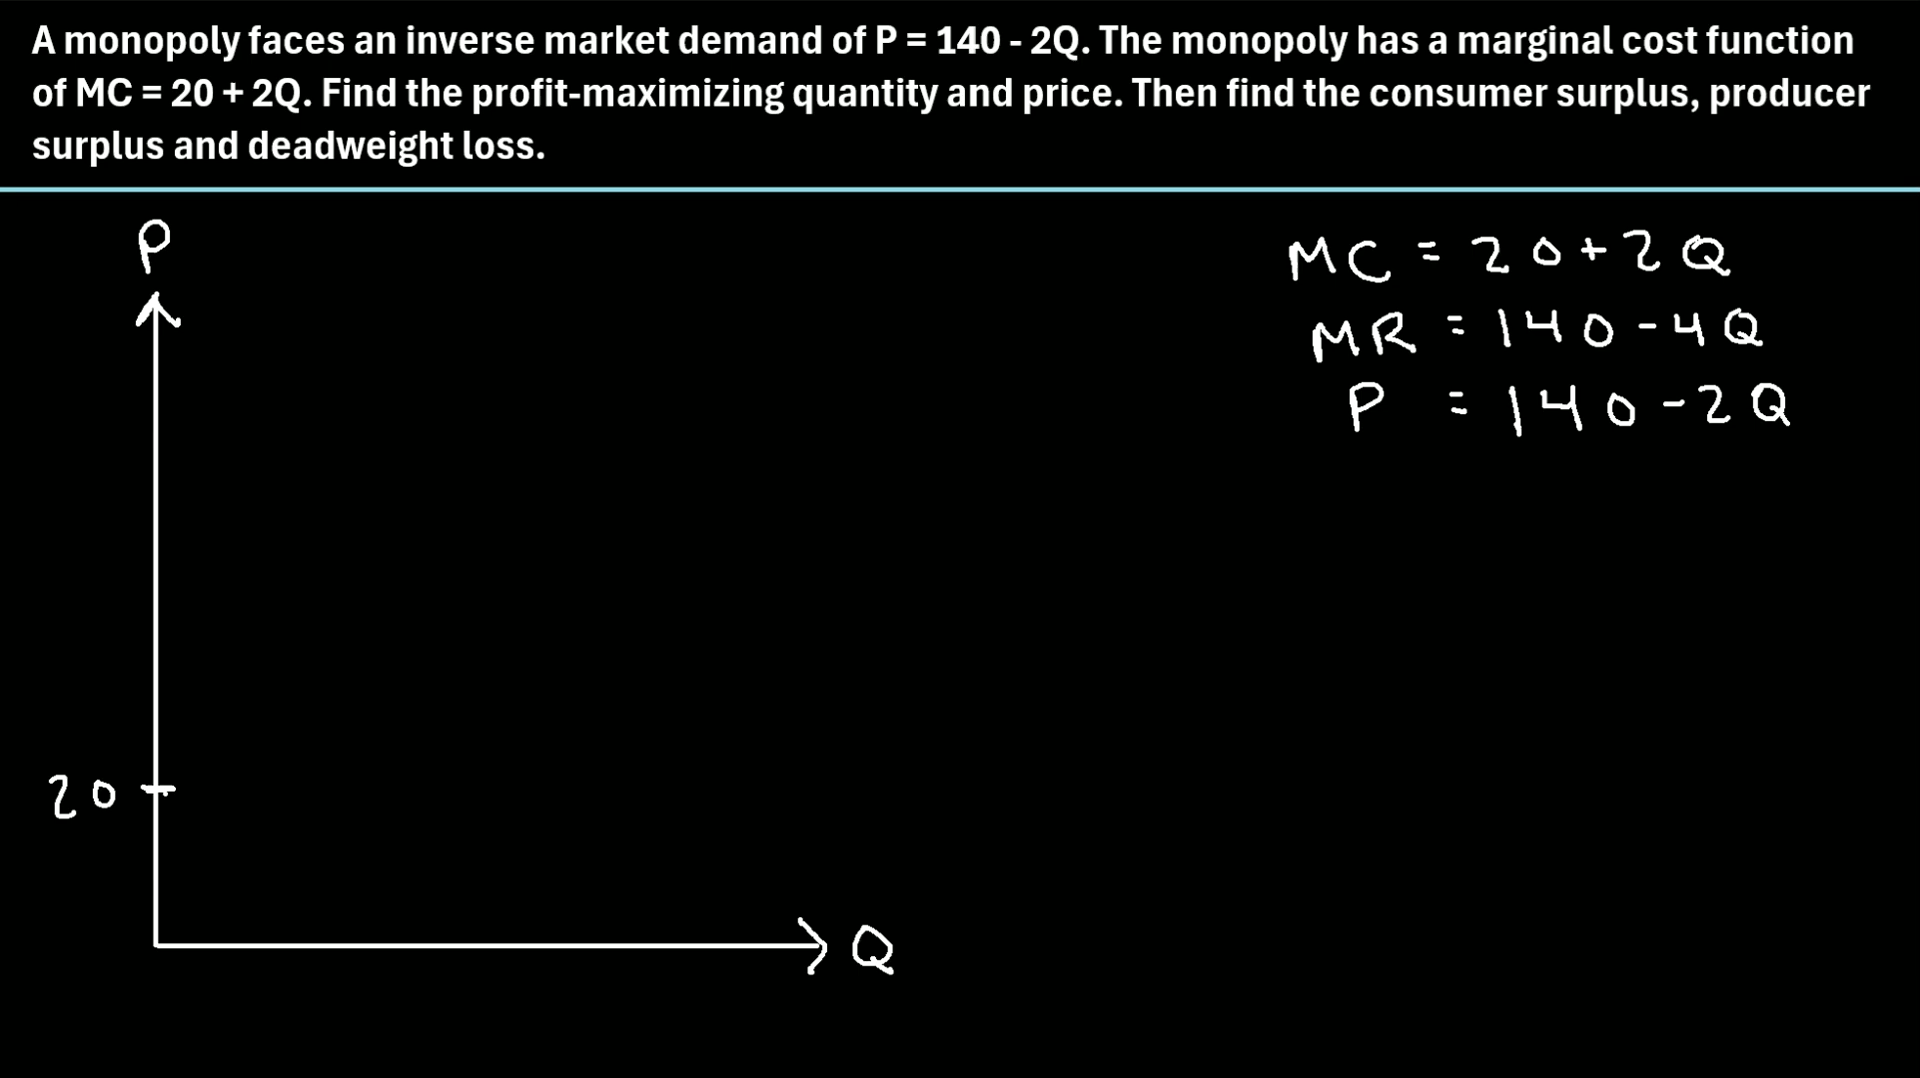 A monopoly faces an inverse market demand of P = 140 - 2Q. The monopoly has a marginal cost function
of MC = 20 + 2Q. Find the profit-maximizing quantity and price. Then find the consumer surplus, producer
surplus and deadweight loss.
P
MC = 20+2Q
MR = 140-4Q
P = 140-2Q
20
Q